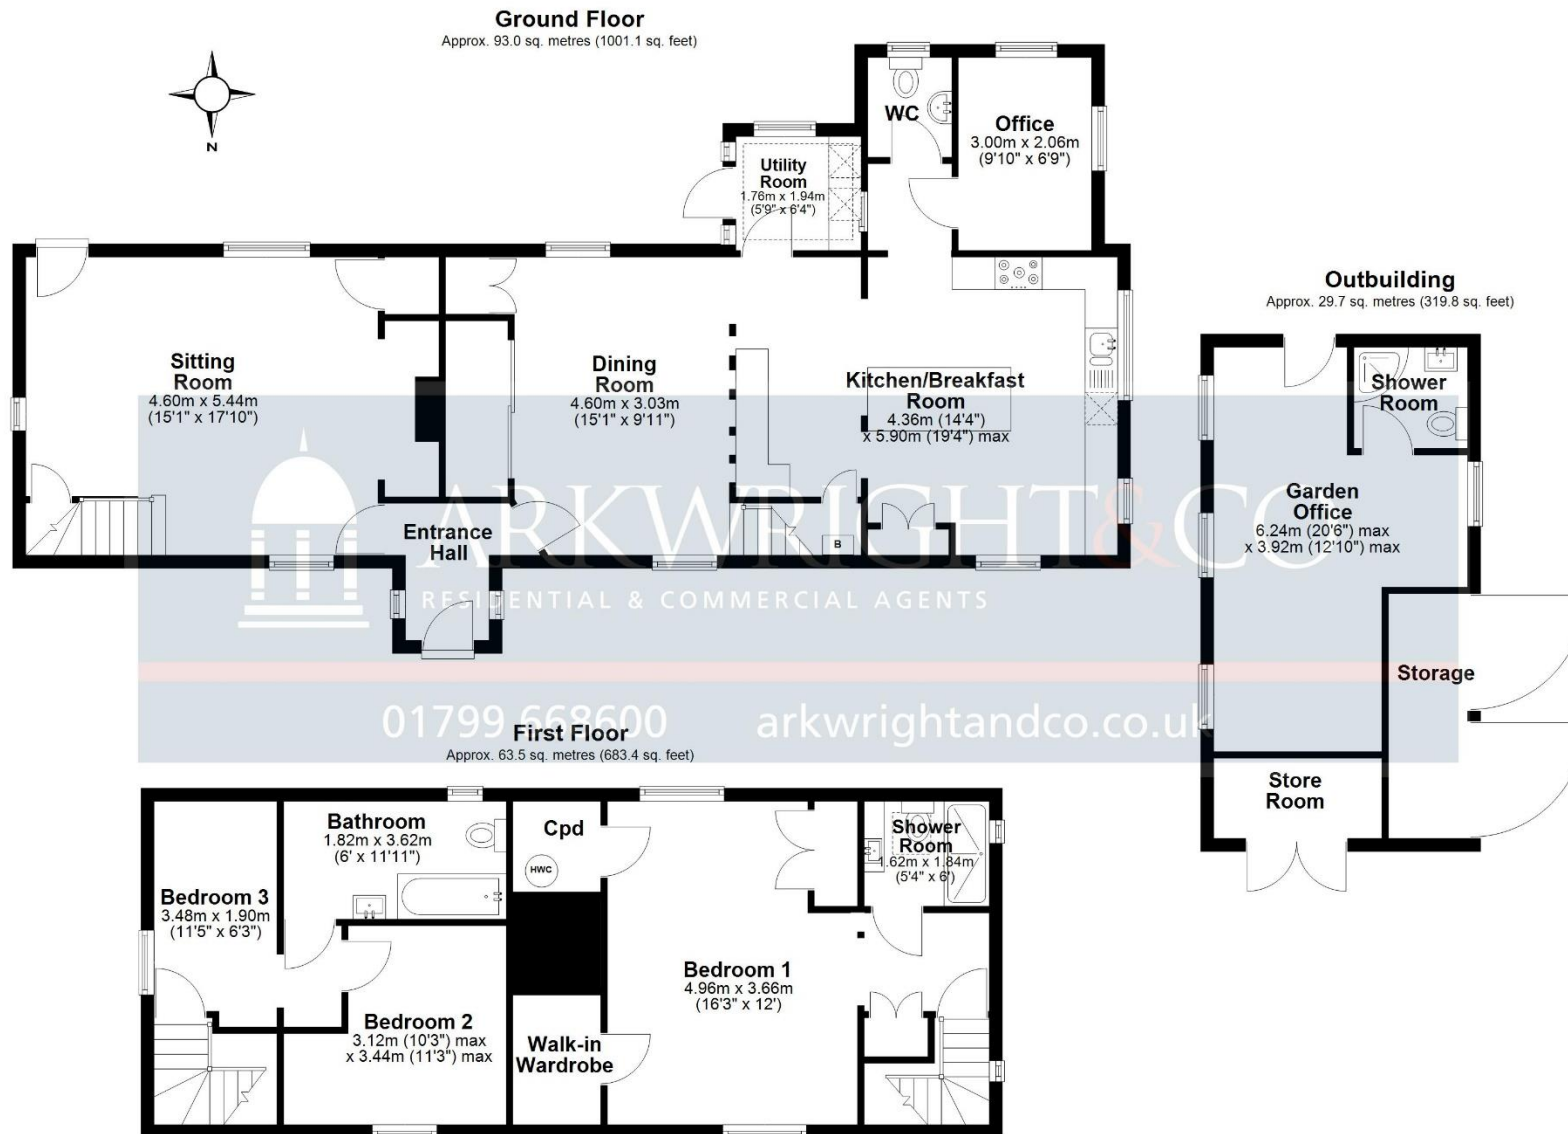 Ground Floor
Approx. 93.0 sq. metres (1001.1 sq. feet)
N
WC
Office
3.00m x 2.06m
(9'10" x 6'9")
Utility
Room
1.76m x 1.94m
(5'9" x 6'4")
Sitting
Room
4.60m x 5.44m
(15'1" x 17'10")
Dining
Room
4.60m x 3.03m
(15'1" x 9'11")
Kitchen/Breakfast
Room
4.36m (14'4")
x 5.90m (19'4") max
Entrance
Hall
B
Outbuilding
Approx. 29.7 sq. metres (319.8 sq. feet)
Shower
Room
Garden
Office
6.24m (20'6") max
x 3.92m (12'10") max
Storage
Store
Room
ARKWRIGHT&CO
RESIDENTIAL & COMMERCIAL AGENTS
01799 668600 arkwrightandco.co.uk
First Floor
Approx. 63.5 sq. metres (683.4 sq. feet)
Bathroom
1.82m x 3.62m
(6' x 11'11")
Cpd
HWC
Shower
Room
1.62m x 1.84m
(5'4" x 6')
Bedroom 3
3.48m x 1.90m
(11'5" x 6'3")
Bedroom 1
4.96m x 3.66m
(16'3" x 12')
Bedroom 2
3.12m (10'3") max
x 3.44m (11'3") max
Walk-in
Wardrobe